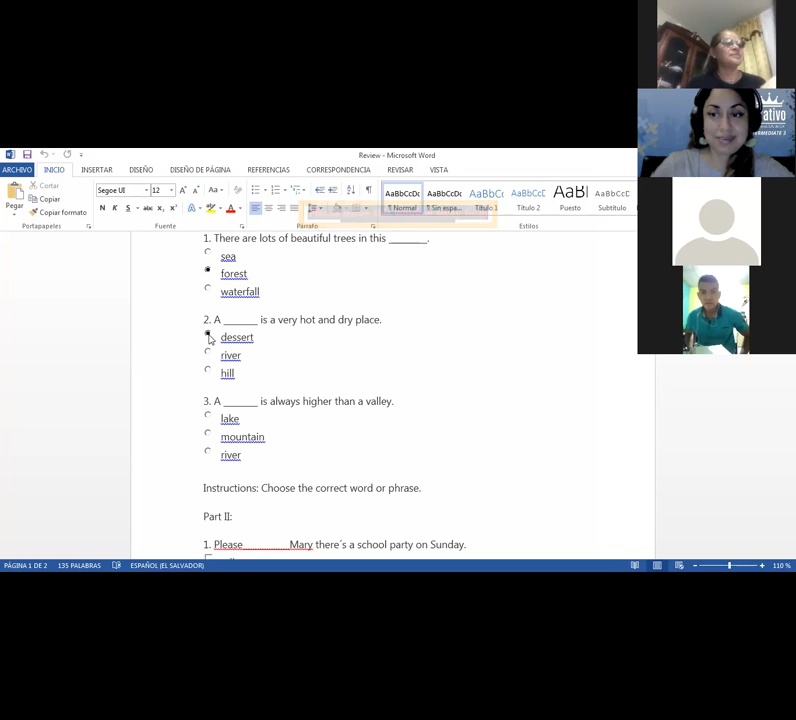 Review - Microsoft Word
ARCHIVO INICIO INSERTAR DISEÑO DISEÑO DE PÁGINA REFERENCIAS CORRESPONDENCIA REVISAR VISTA
Pegar
Cortar
Copiar
Copiar formato
Portapapeles
Segoe UI 12
N K S abc x₂ x²
Fuente
Párrafo
AaBbCcDc AaBbCcDc AaBbCc AaBbCcD AaBl AaBbCcD
¶ Normal ¶ Sin espa... Título 1 Título 2 Puesto Subtítulo
Estilos
1. There are lots of beautiful trees in this ________.
sea
forest
waterfall
2. A _______ is a very hot and dry place.
dessert
river
hill
3. A _______ is always higher than a valley.
lake
mountain
river
Instructions: Choose the correct word or phrase.
Part II:
1. Please__________Mary there´s a school party on Sunday.
PÁGINA 1 DE 2 135 PALABRAS ESPAÑOL (EL SALVADOR) 110 %